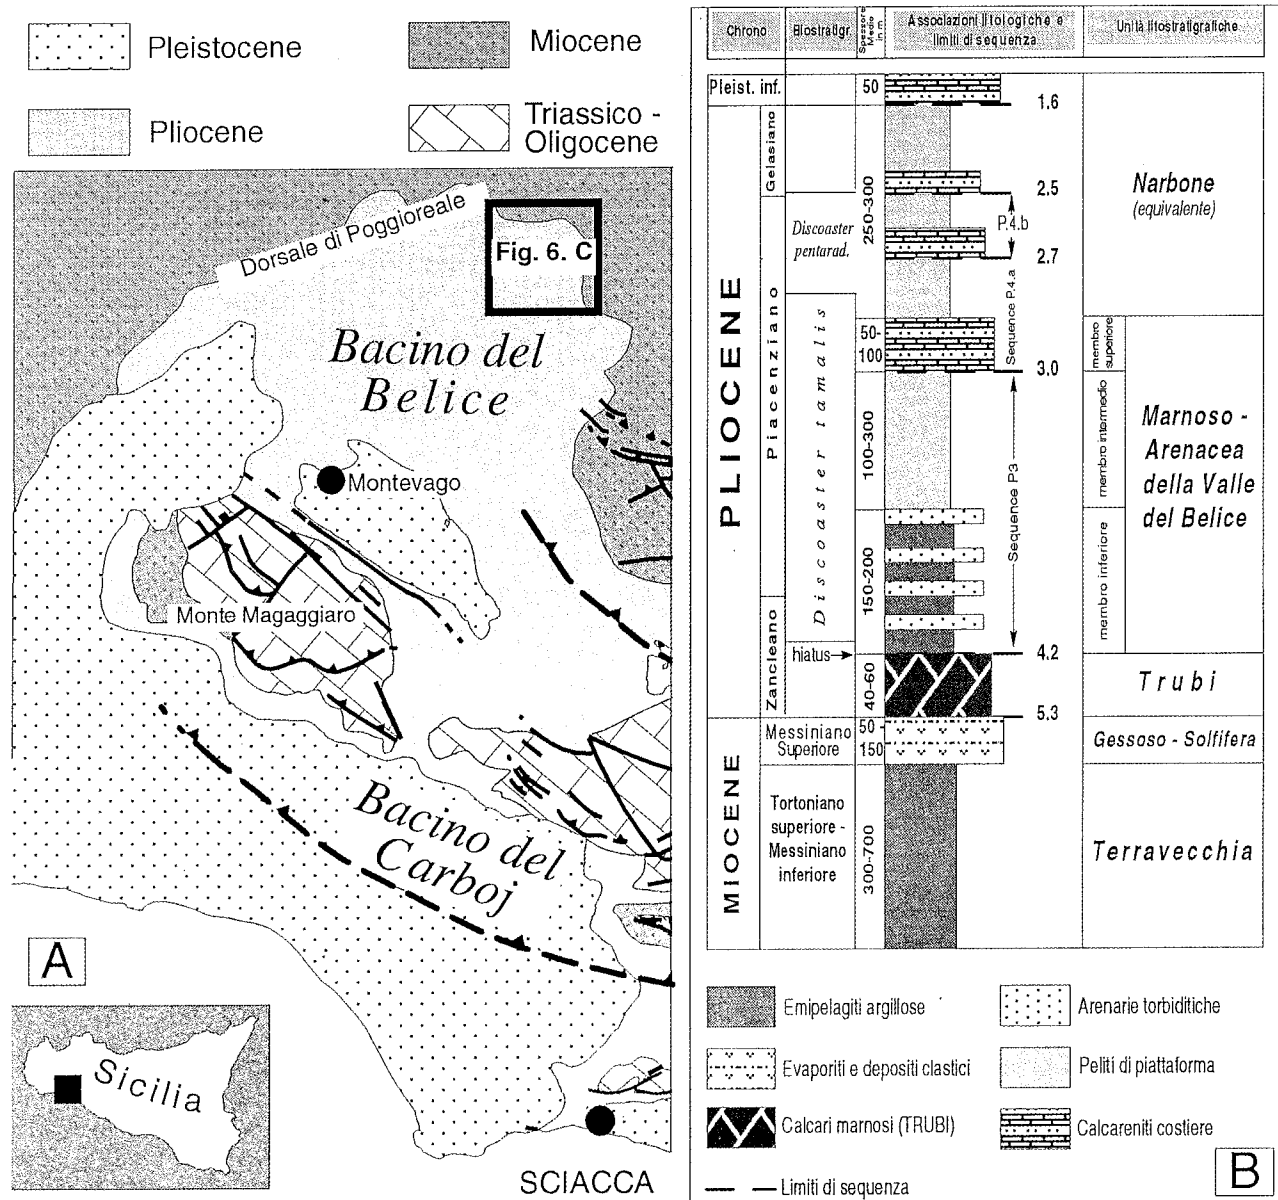 Pleistocene
Miocene
Pliocene
Triassico -
Oligocene
Dorsale di Poggioreale
Fig. 6. C
Bacino del
Belice
Montevago
Monte Magaggiaro
Bacino del
Carboj
A
Sicilia
SCIACCA
Chrono
Biostratigr.
Spessore
Medio
in m
Associazioni litologiche e
limiti di sequenza
Unità litostratigrafiche
Pleist. inf.
50
1.6
PLIOCENE
Gelasiano
250-300
2.5
Narbone
(equivalente)
Discoaster
pentarad.
P.4.b
2.7
Piacenziano
Discoaster tamalis
Sequence P.4.a
50-
100
membro
superiore
3.0
100-300
membro intermedio
Marnoso -
Arenacea
della Valle
del Belice
Sequence P3
150-200
membro inferiore
Zancleano
hiatus
4.2
40-60
Trubi
5.3
MIOCENE
Messiniano
Superiore
50-
150
Gessoso - Solfifera
Tortoniano
superiore -
Messiniano
inferiore
300-700
Terravecchia
Emipelagiti argillose
Arenarie torbiditiche
Evaporiti e depositi clastici
Peliti di piattaforma
Calcari marnosi (TRUBI)
Calcareniti costiere
Limiti di sequenza
B